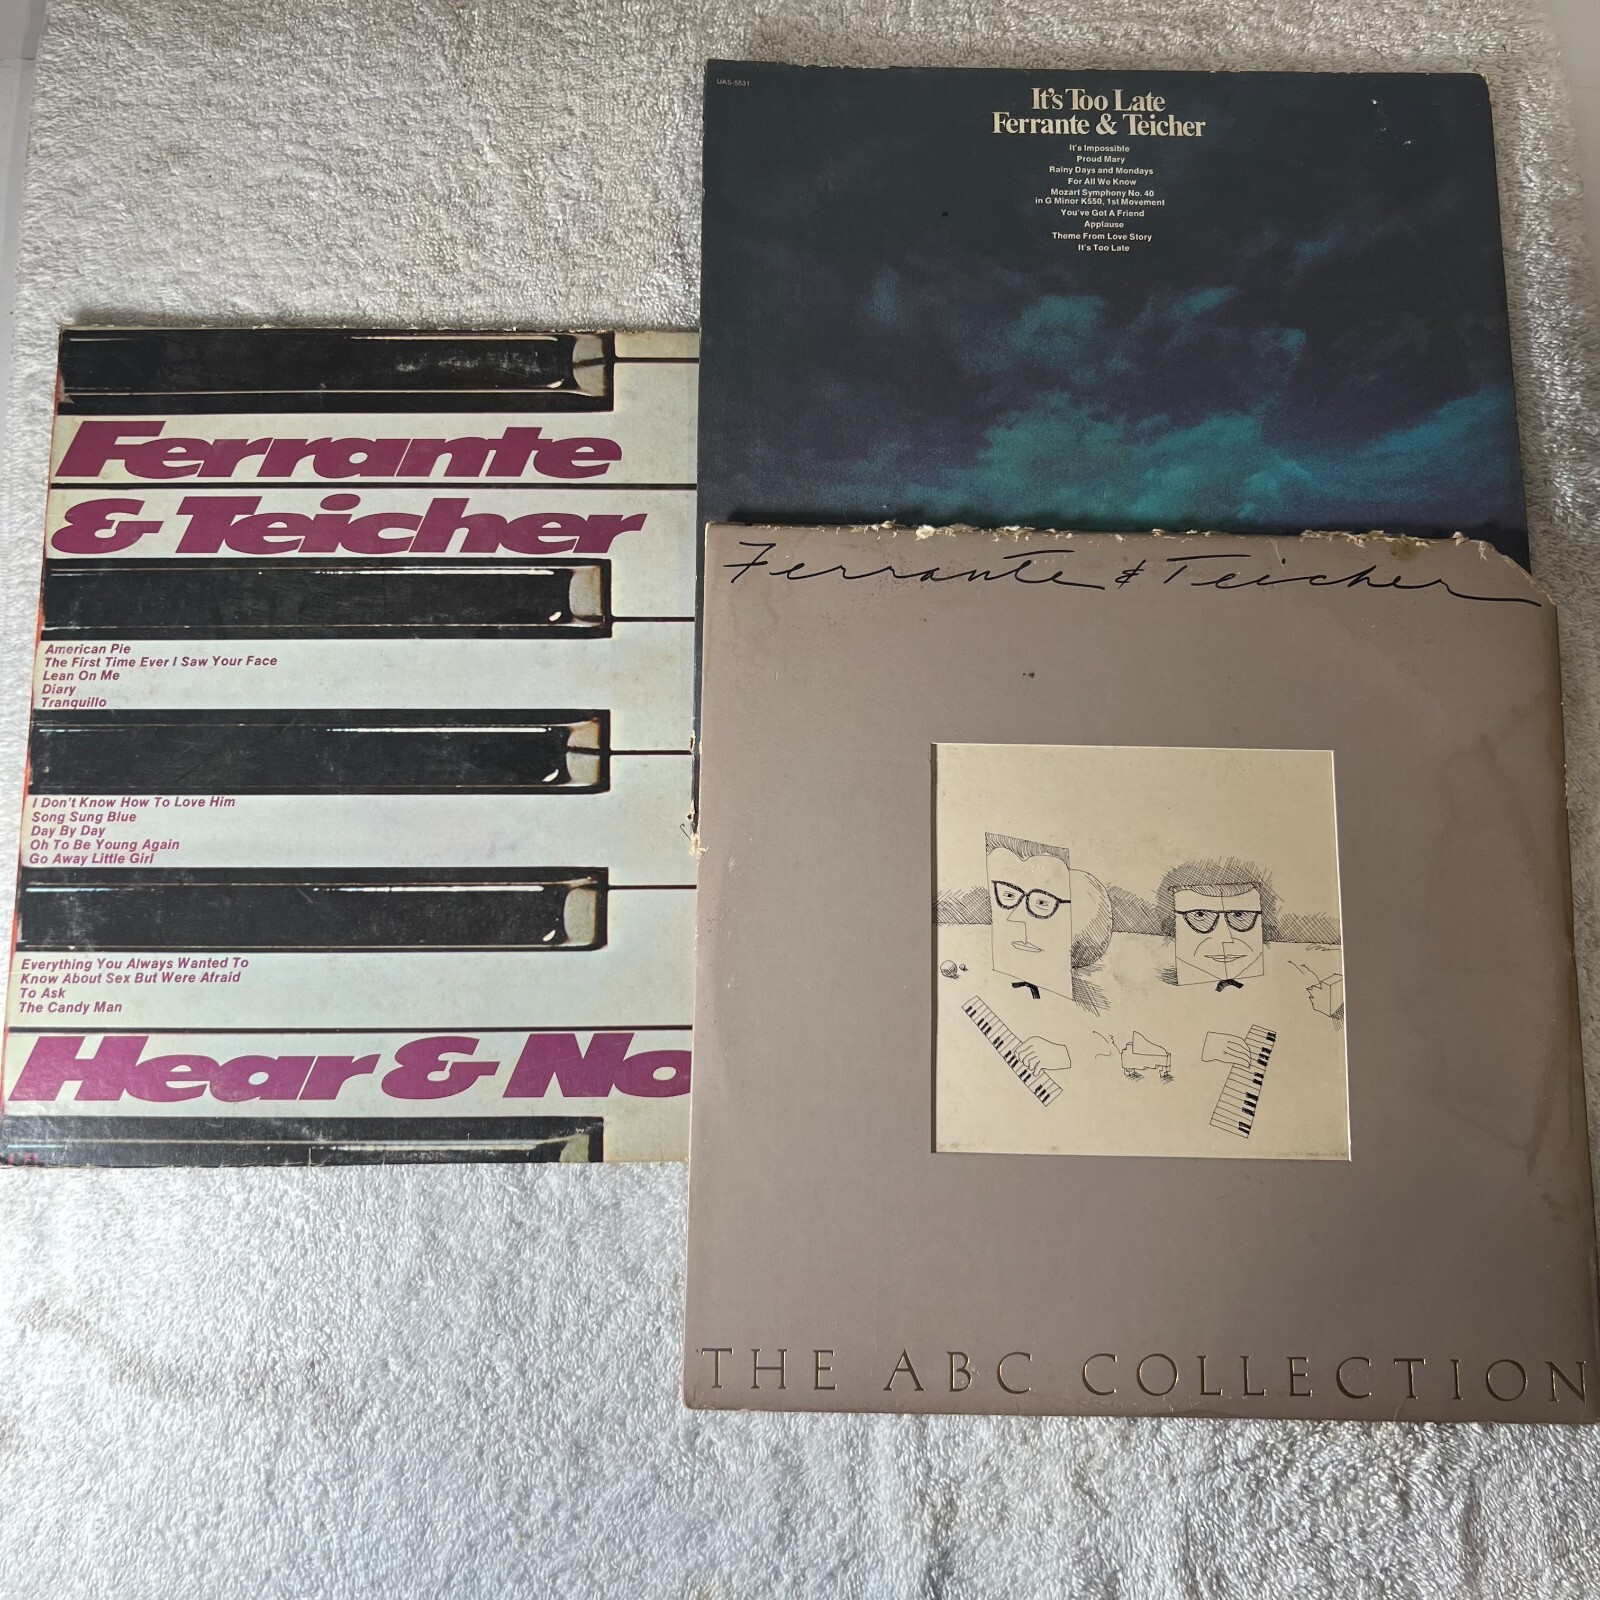 UAS-5531
It's Too Late
Ferrante & Teicher
It's Impossible
Proud Mary
Rainy Days and Mondays
For All We Know
Mozart Symphony No. 40
in G Minor K550, 1st Movement
You've Got A Friend
Applause
Theme From Love Story
It's Too Late
Ferrante
& Teicher
American Pie
The First Time Ever I Saw Your Face
Lean On Me
Diary
Tranquillo
I Don't Know How To Love Him
Song Sung Blue
Day By Day
Oh To Be Young Again
Go Away Little Girl
Everything You Always Wanted To
Know About Sex But Were Afraid
To Ask
The Candy Man
Hear & No
Ferrante & Teicher
THE ABC COLLECTION